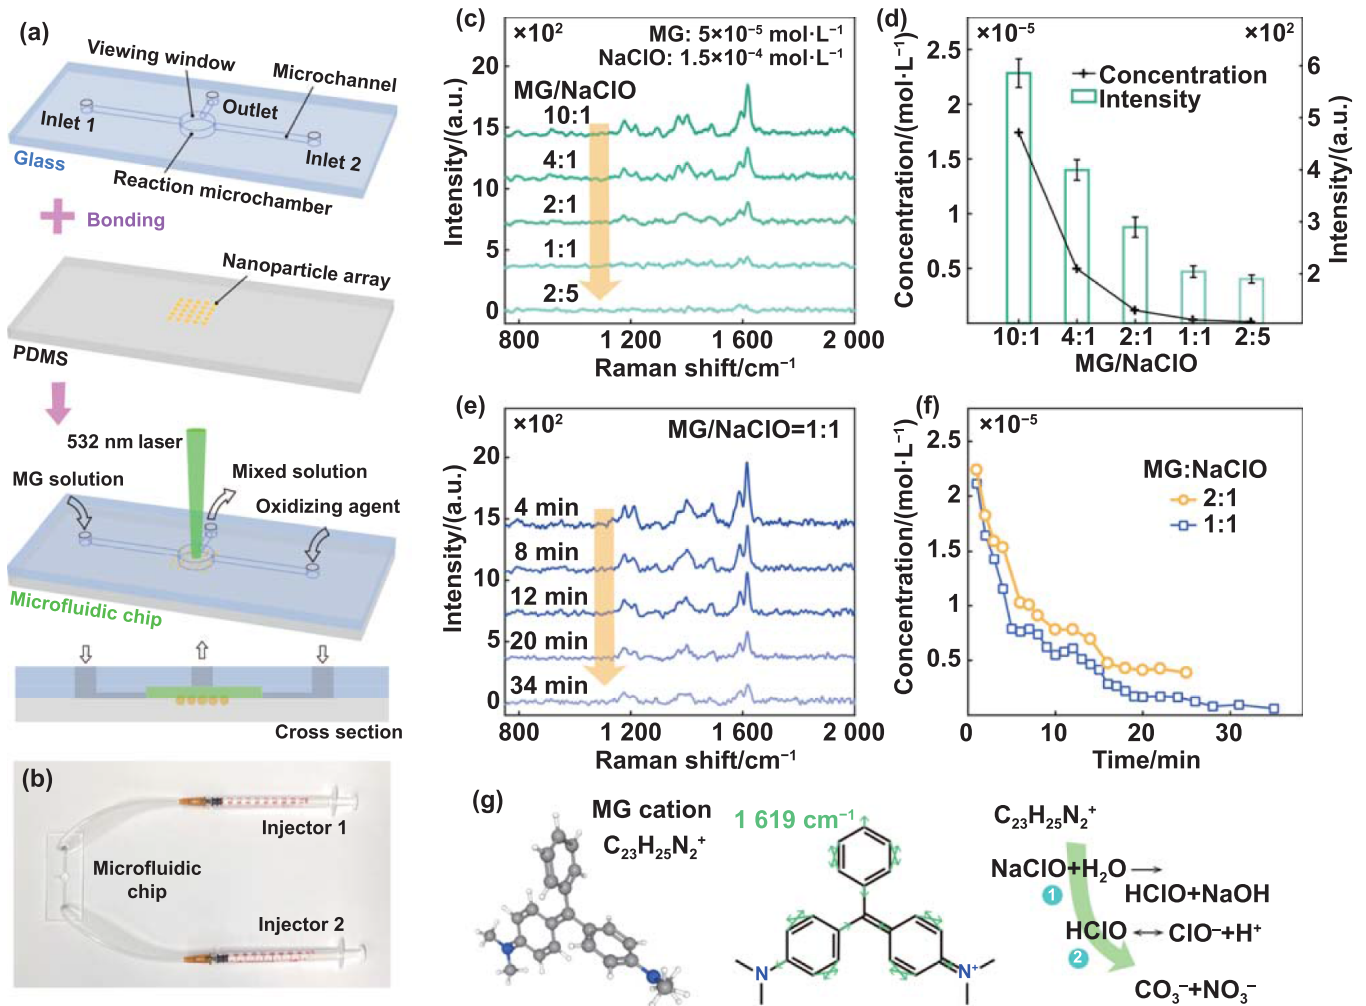 (a)
Viewing window
Microchannel
Outlet
Inlet 1
Inlet 2
Glass
Reaction microchamber
Bonding
Nanoparticle array
PDMS
532 nm laser
MG solution
Mixed solution
Oxidizing agent
Microfluidic chip
Cross section
(b)
Injector 1
Microfluidic
chip
Injector 2
(c)
×10²
MG: 5×10⁻⁵ mol·L⁻¹
NaClO: 1.5×10⁻⁴ mol·L⁻¹
MG/NaClO
10:1
4:1
2:1
1:1
2:5
20
15
10
5
0
Intensity/(a.u.)
800
1 200
1 600
2 000
Raman shift/cm⁻¹
(d)
×10⁻⁵
×10²
Concentration
Intensity
2.5
2
1.5
1
0.5
Concentration/(mol·L⁻¹)
6
5
4
3
2
Intensity/(a.u.)
10:1
4:1
2:1
1:1
2:5
MG/NaClO
(e)
×10²
MG/NaClO=1:1
4 min
8 min
12 min
20 min
34 min
20
15
10
5
0
Intensity/(a.u.)
800
1 200
1 600
2 000
Raman shift/cm⁻¹
(f)
×10⁻⁵
MG:NaClO
2:1
1:1
2.5
2
1.5
1
0.5
Concentration/(mol·L⁻¹)
0
10
20
30
Time/min
(g)
MG cation
C₂₃H₂₅N₂⁺
1 619 cm⁻¹
N
N⁺
C₂₃H₂₅N₂⁺
NaClO+H₂O →
1
HClO+NaOH
HClO ↔ ClO⁻+H⁺
2
CO₃⁻+NO₃⁻